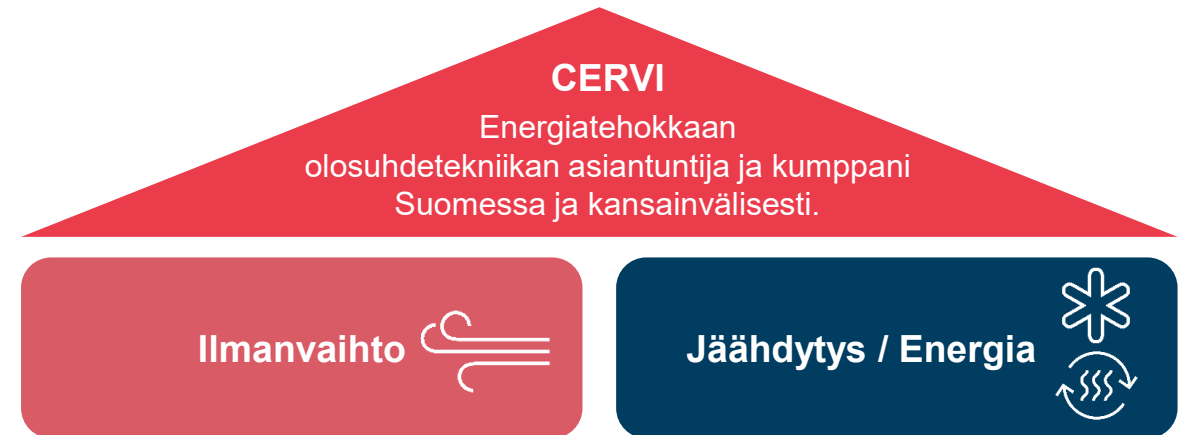 CERVI
Energiatehokkaan
olosuhdetekniikan asiantuntija ja kumppani
Suomessa ja kansainvälisesti.
Ilmanvaihto
Jäähdytys / Energia